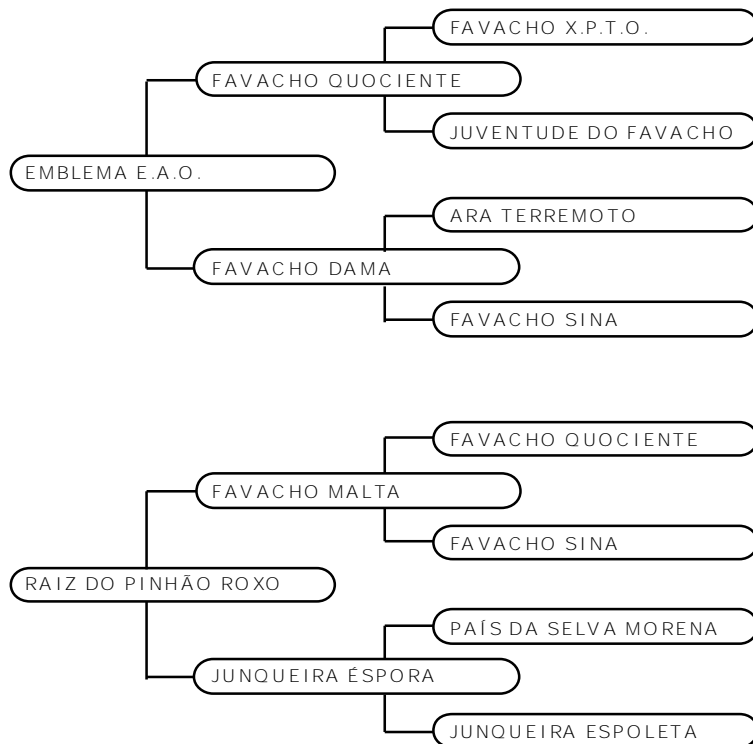 FAVACHO X.P.T.O.
FAVACHO QUOCIENTE
JUVENTUDE DO FAVACHO
EMBLEMA E.A.O.
ARA TERREMOTO
FAVACHO DAMA
FAVACHO SINA
FAVACHO QUOCIENTE
FAVACHO MALTA
FAVACHO SINA
RAIZ DO PINHÃO ROXO
PAÍS DA SELVA MORENA
JUNQUEIRA ÉSPORA
JUNQUEIRA ESPOLETA